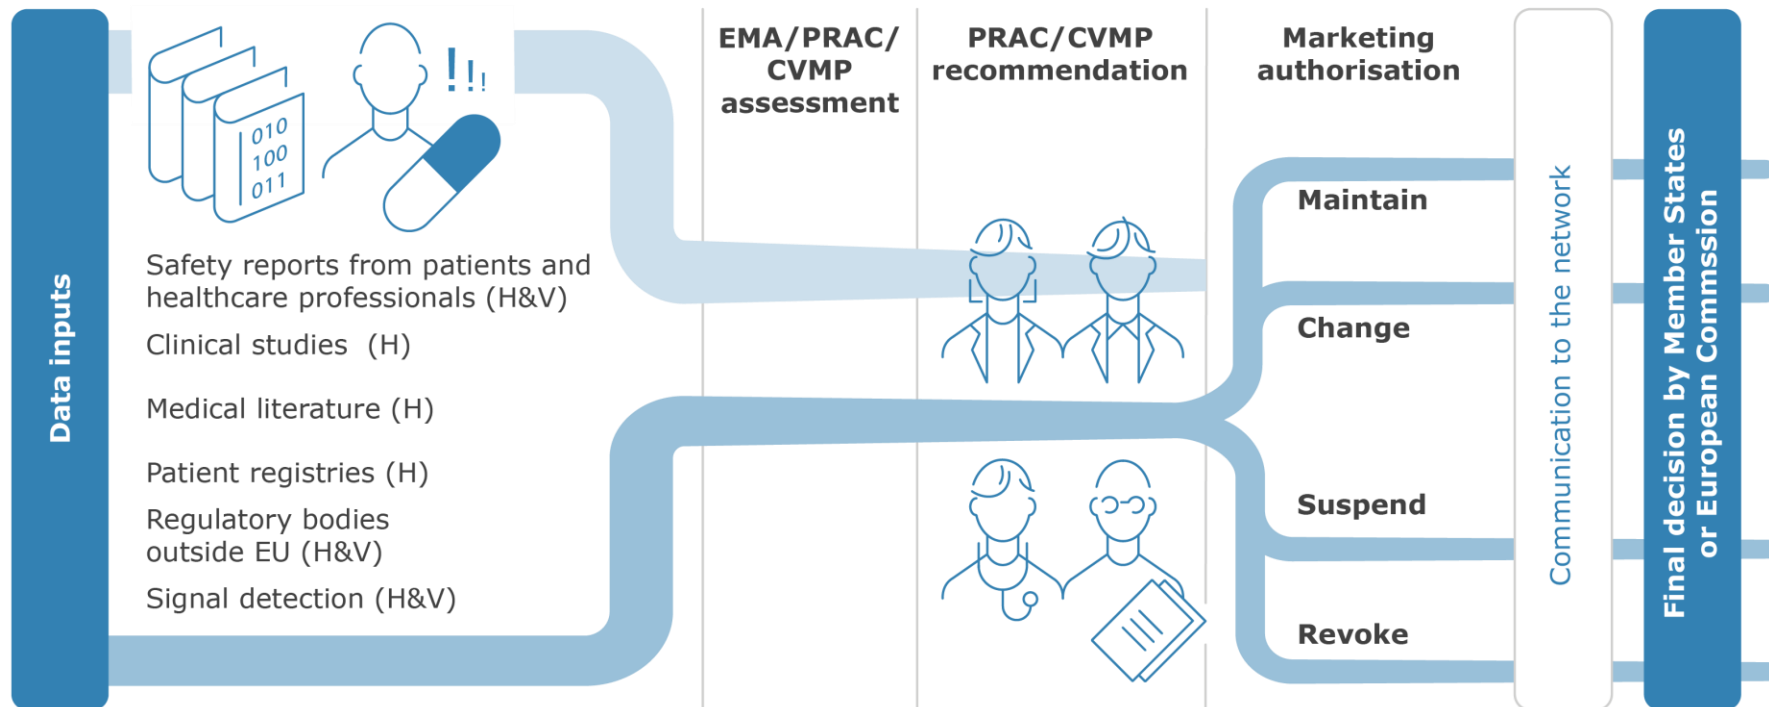 Data inputs
010
100
011
!!!
Safety reports from patients and
healthcare professionals (H&V)
Clinical studies (H)
Medical literature (H)
Patient registries (H)
Regulatory bodies
outside EU (H&V)
Signal detection (H&V)
EMA/PRAC/
CVMP
assessment
PRAC/CVMP
recommendation
Marketing
authorisation
Maintain
Change
Suspend
Revoke
Communication to the network
Final decision by Member States
or European Commssion